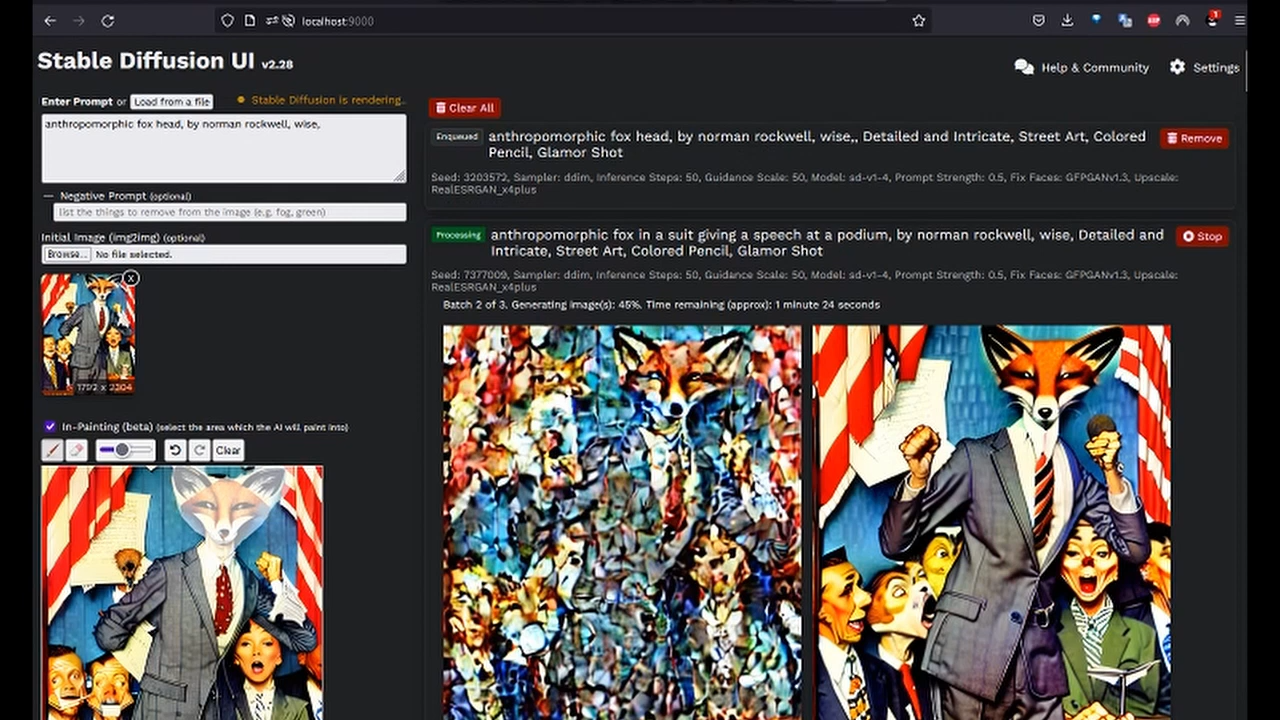 localhost:9000
1
Stable Diffusion UI v2.28
Help & Community
Settings
Enter Prompt or Load from a file
Stable Diffusion is rendering..
anthropomorphic fox head, by norman rockwell, wise,
Negative Prompt (optional)
list the things to remove from the image (e.g. fog, green)
Initial Image (img2img) (optional)
Browse... No file selected.
X
1792 x 2304
In-Painting (beta) (select the area which the AI will paint into)
Clear
Clear All
Enqueued
anthropomorphic fox head, by norman rockwell, wise,, Detailed and Intricate, Street Art, Colored
Pencil, Glamor Shot
Remove
Seed: 3203572, Sampler: ddim, Inference Steps: 50, Guidance Scale: 50, Model: sd-v1-4, Prompt Strength: 0.5, Fix Faces: GFPGANv1.3, Upscale:
RealESRGAN_x4plus
Processing
anthropomorphic fox in a suit giving a speech at a podium, by norman rockwell, wise, Detailed and
Intricate, Street Art, Colored Pencil, Glamor Shot
Stop
Seed: 7377009, Sampler: ddim, Inference Steps: 50, Guidance Scale: 50, Model: sd-v1-4, Prompt Strength: 0.5, Fix Faces: GFPGANv1.3, Upscale:
RealESRGAN_x4plus
Batch 2 of 3. Generating image(s): 45%. Time remaining (approx): 1 minute 24 seconds